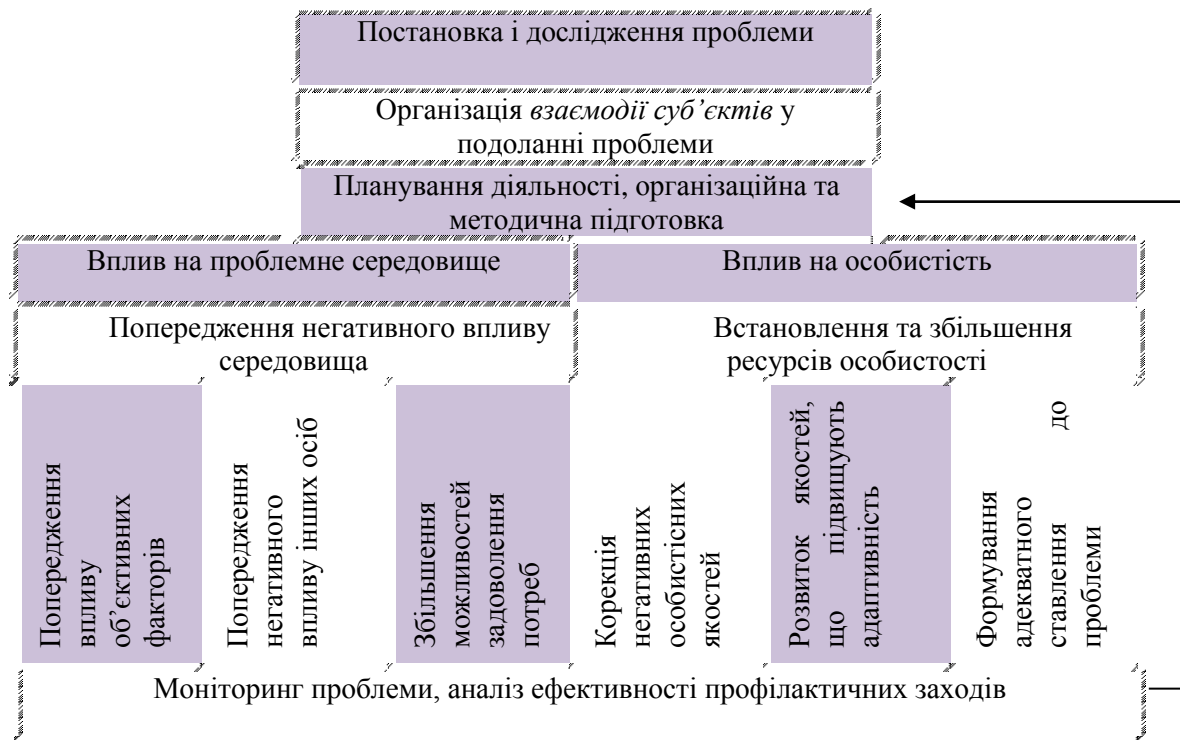 Постановка і дослідження проблеми
Організація взаємодії суб’єктів у
подоланні проблеми
Планування діяльності, організаційна та
методична підготовка
Вплив на проблемне середовище
Вплив на особистість
Попередження негативного впливу
середовища
Встановлення та збільшення
ресурсів особистості
Попередження
впливу
об’єктивних
факторів
Попередження
негативного
впливу інших осіб
Збільшення
можливостей
задоволення
потреб
Корекція
негативних
особистісних
якостей
Розвиток якостей,
що підвищують
адаптивність
Формування
адекватного
ставлення до
проблеми
Моніторинг проблеми, аналіз ефективності профілактичних заходів